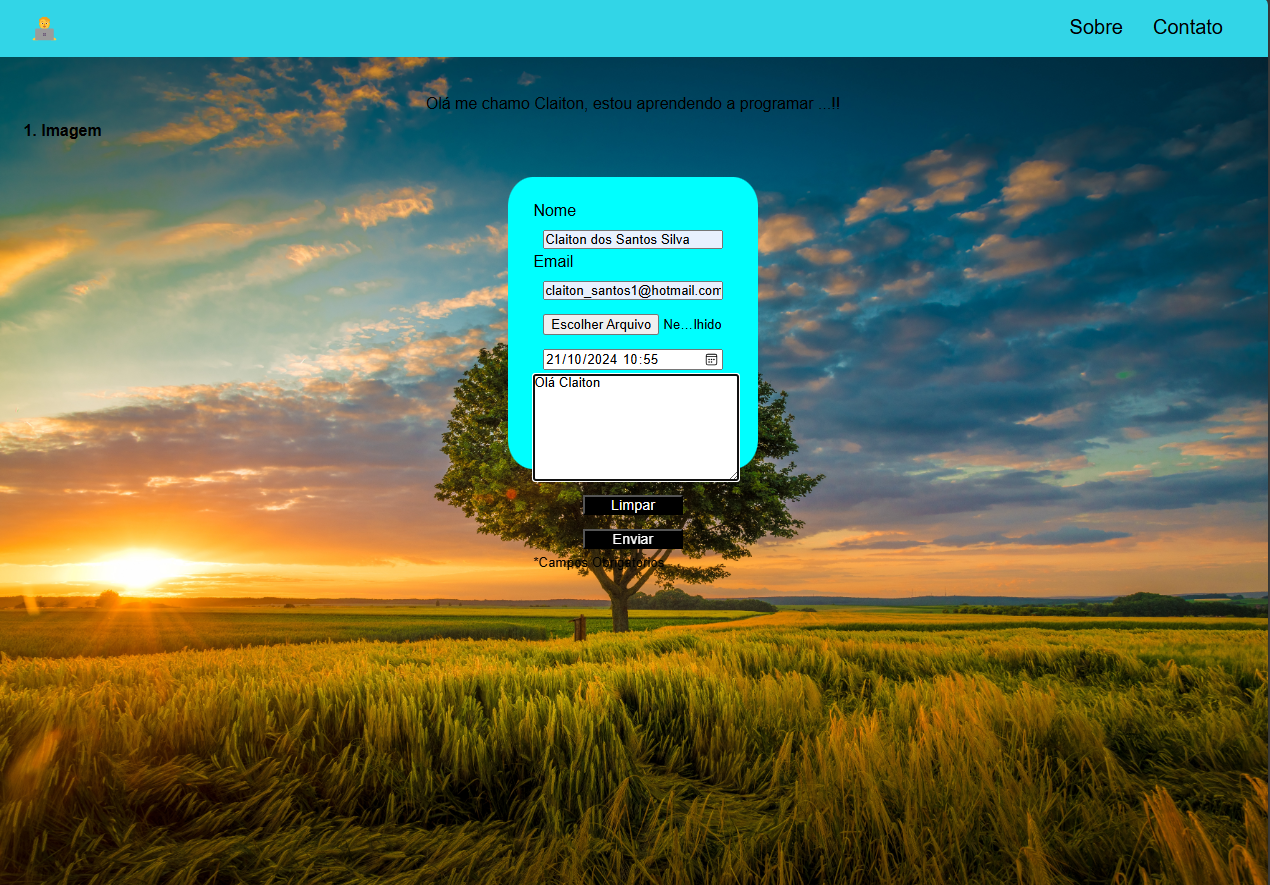 Sobre Contato
Olá me chamo Claiton, estou aprendendo a programar ...!!
1. Imagem
Nome
Claiton dos Santos Silva
Email
claiton_santos1@hotmail.com
Escolher Arquivo Ne...lhido
21/10/2024 10:55
Olá Claiton
Limpar
Enviar
*Campos Obrigatórios